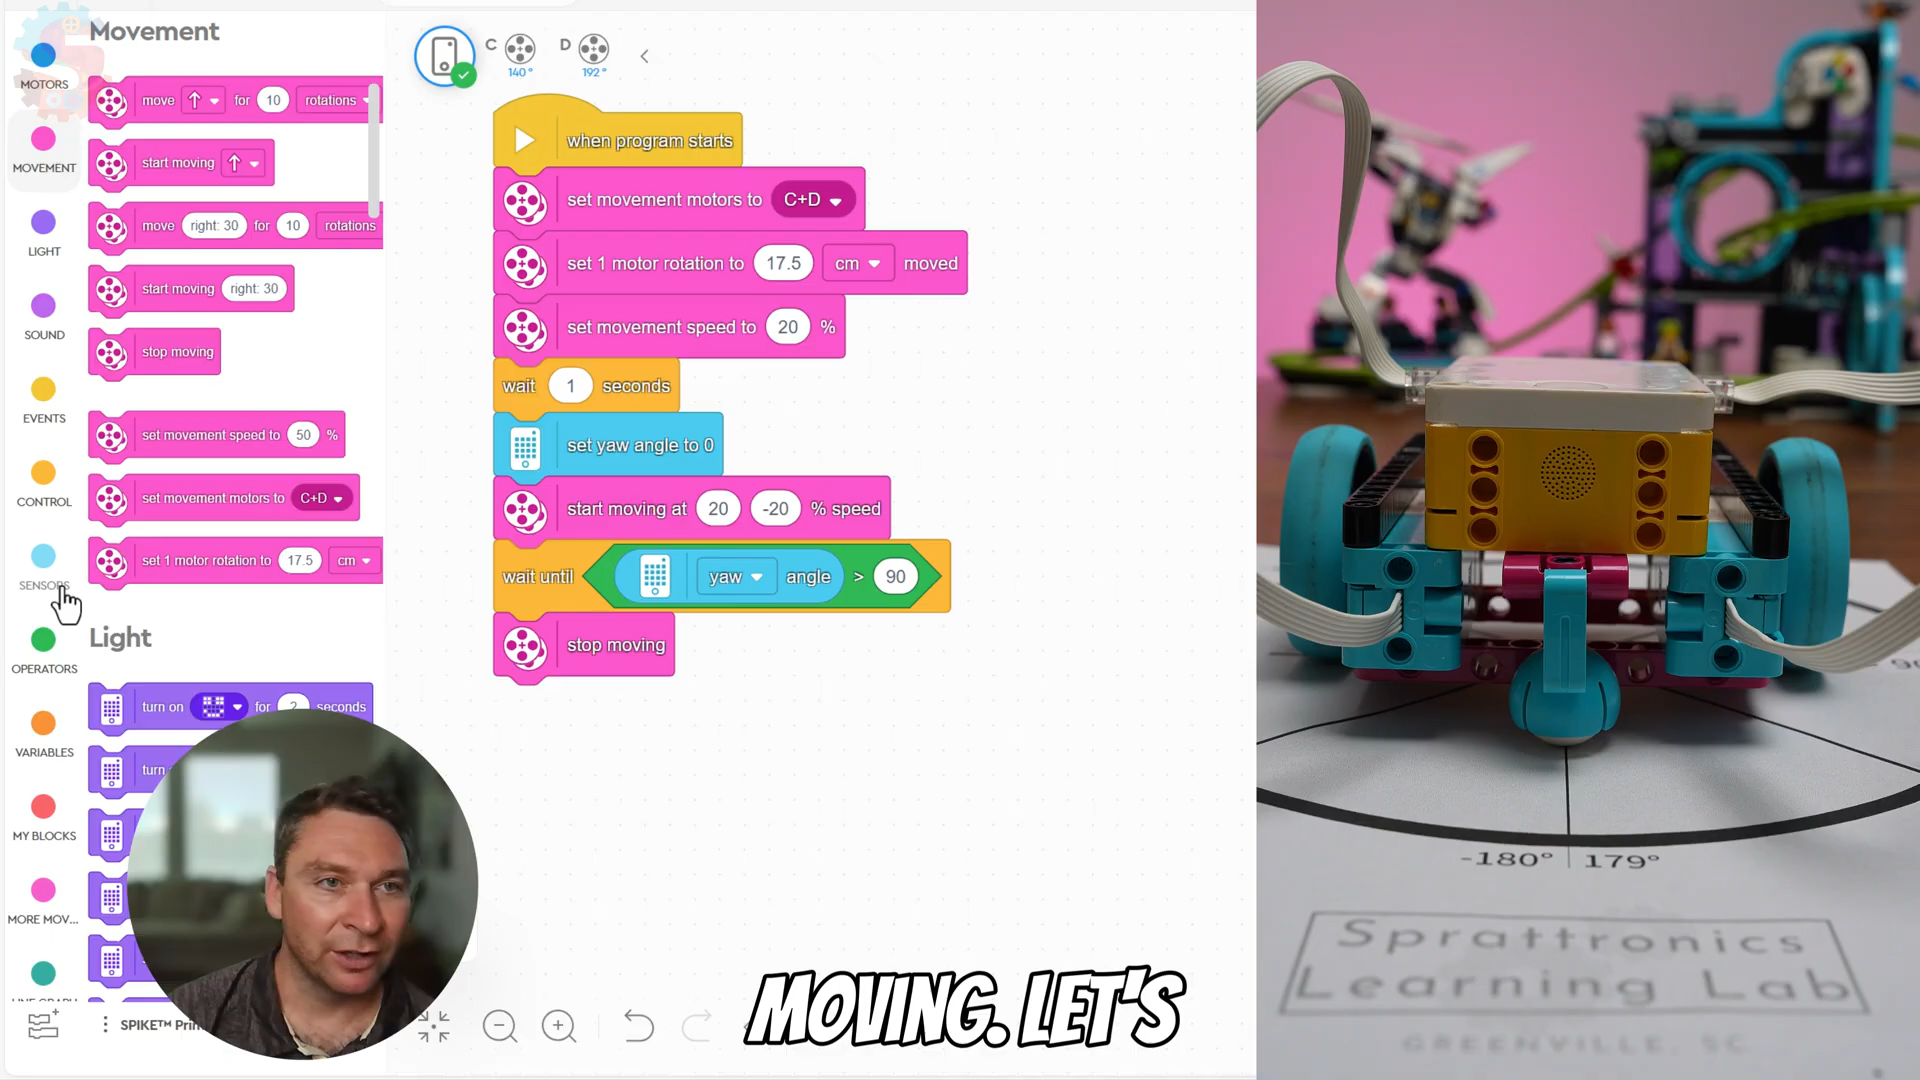 Movement
MOTORS
MOVEMENT
LIGHT
SOUND
EVENTS
CONTROL
SENSORS
OPERATORS
VARIABLES
MY BLOCKS
MORE MOV...
move for 10 rotations
start moving
move right: 30 for 10 rotations
start moving right: 30
stop moving
set movement speed to 50 %
set movement motors to C+D
set 1 motor rotation to 17.5 cm
Light
turn on for 2 seconds
turn
SPIKE™ Prim
C
140°
D
192°
when program starts
set movement motors to C+D
set 1 motor rotation to 17.5 cm moved
set movement speed to 20 %
wait 1 seconds
set yaw angle to 0
start moving at 20 -20 % speed
wait until yaw angle > 90
stop moving
MOVING. LET'S
-180° 179°
Sprattronics
Learning Lab
GREENVILLE, SC